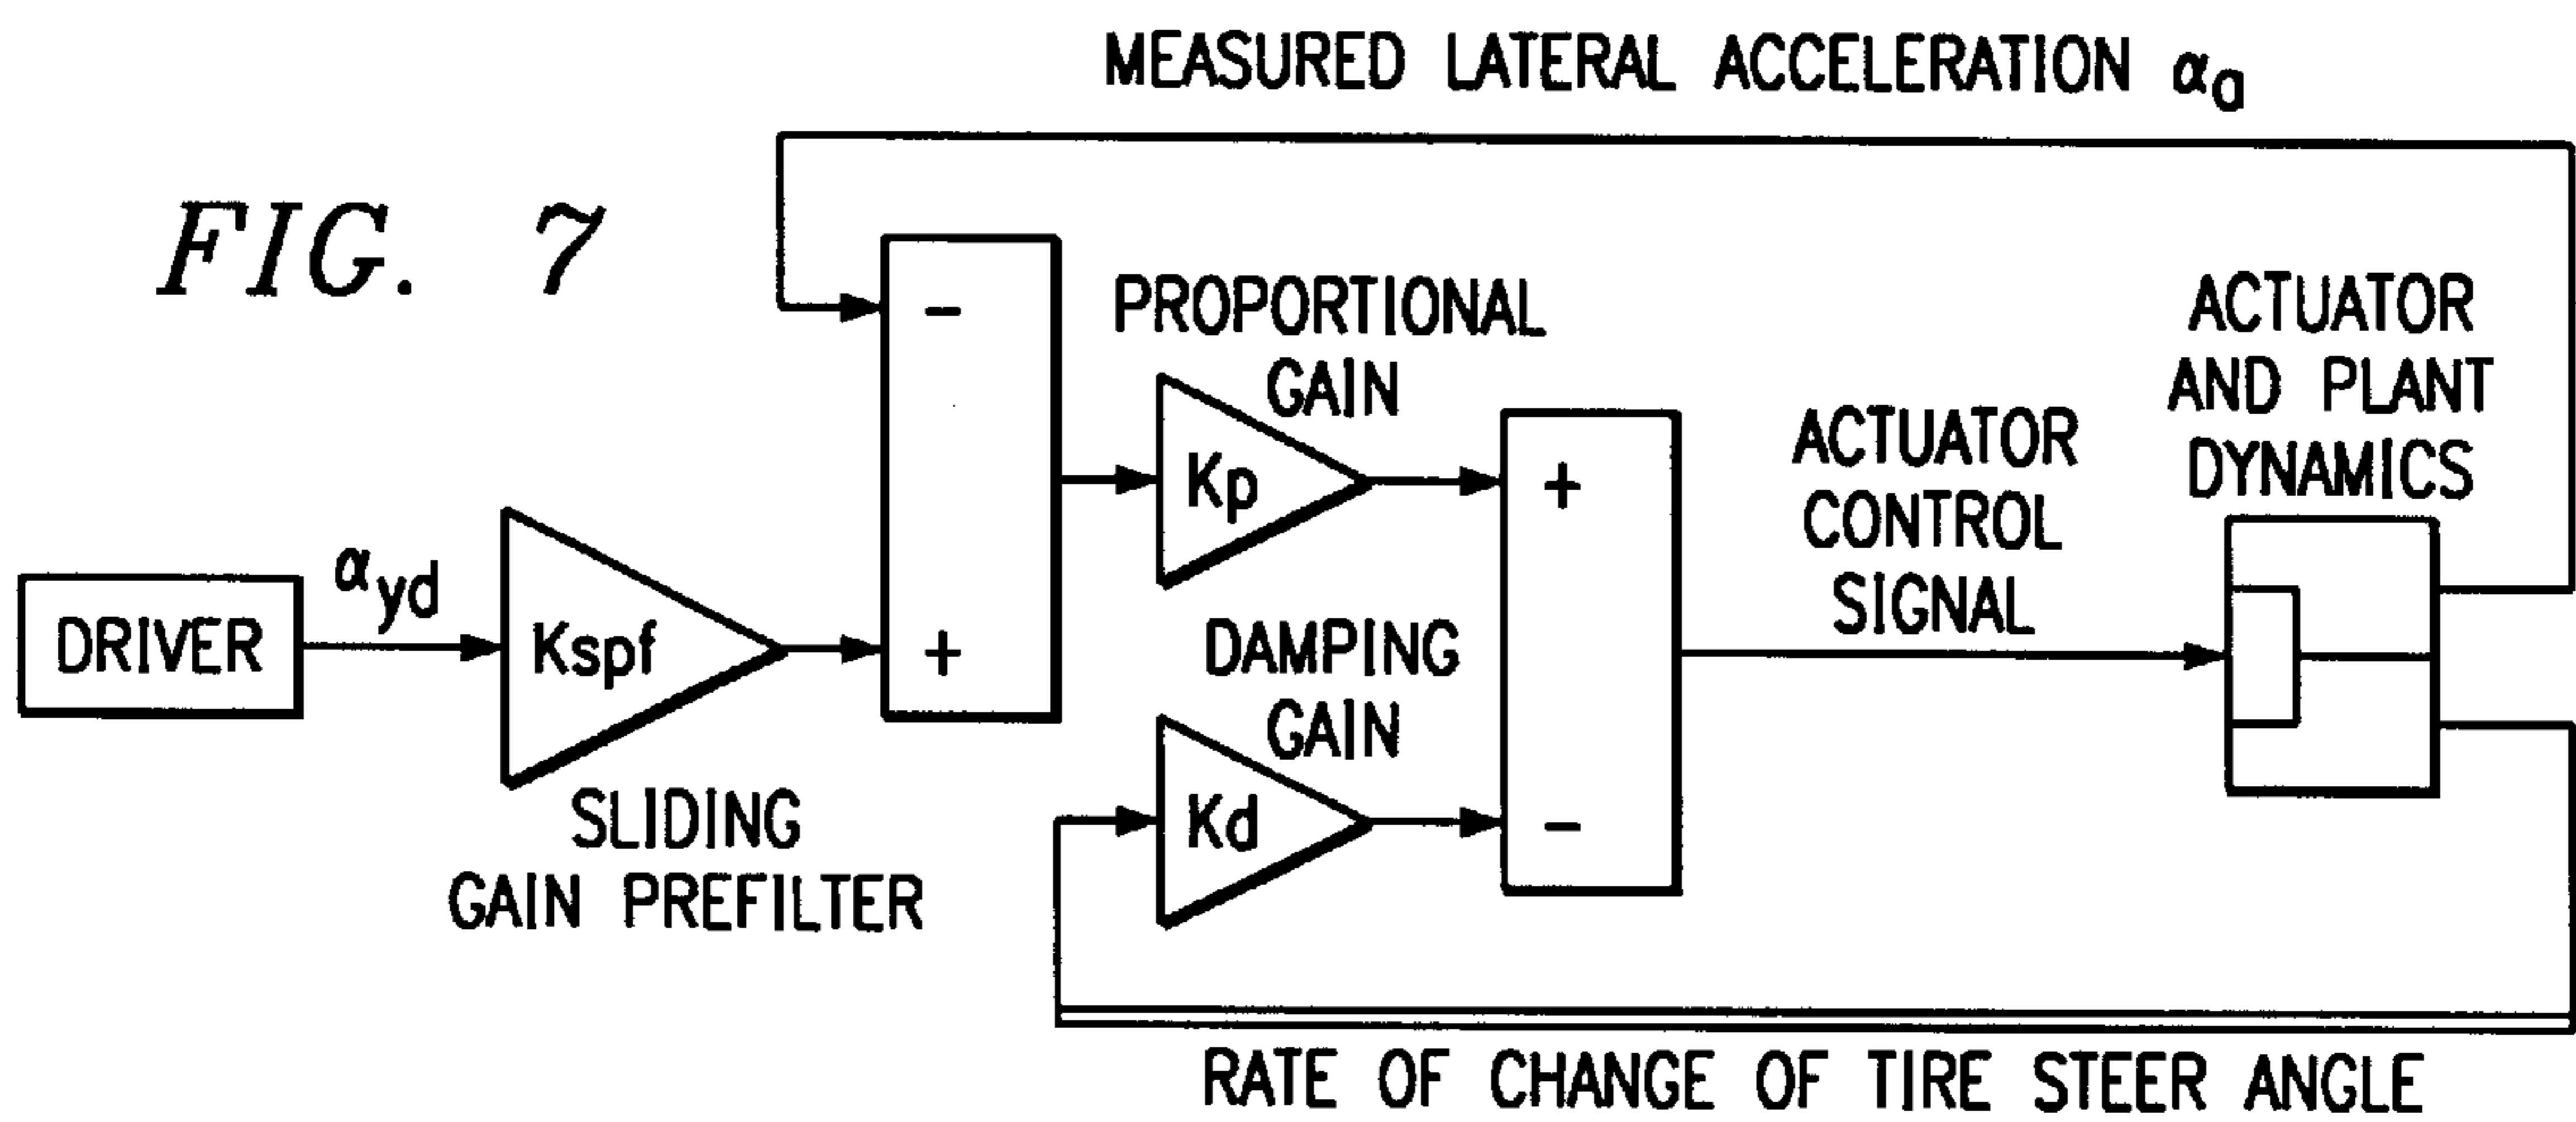 MEASURED LATERAL ACCELERATION αa
FIG. 7
-
+
PROPORTIONAL
GAIN
Kp
ACTUATOR
AND PLANT
DYNAMICS
ACTUATOR
CONTROL
SIGNAL
+
-
DRIVER
αyd
Kspf
SLIDING
GAIN PREFILTER
DAMPING
GAIN
Kd
RATE OF CHANGE OF TIRE STEER ANGLE